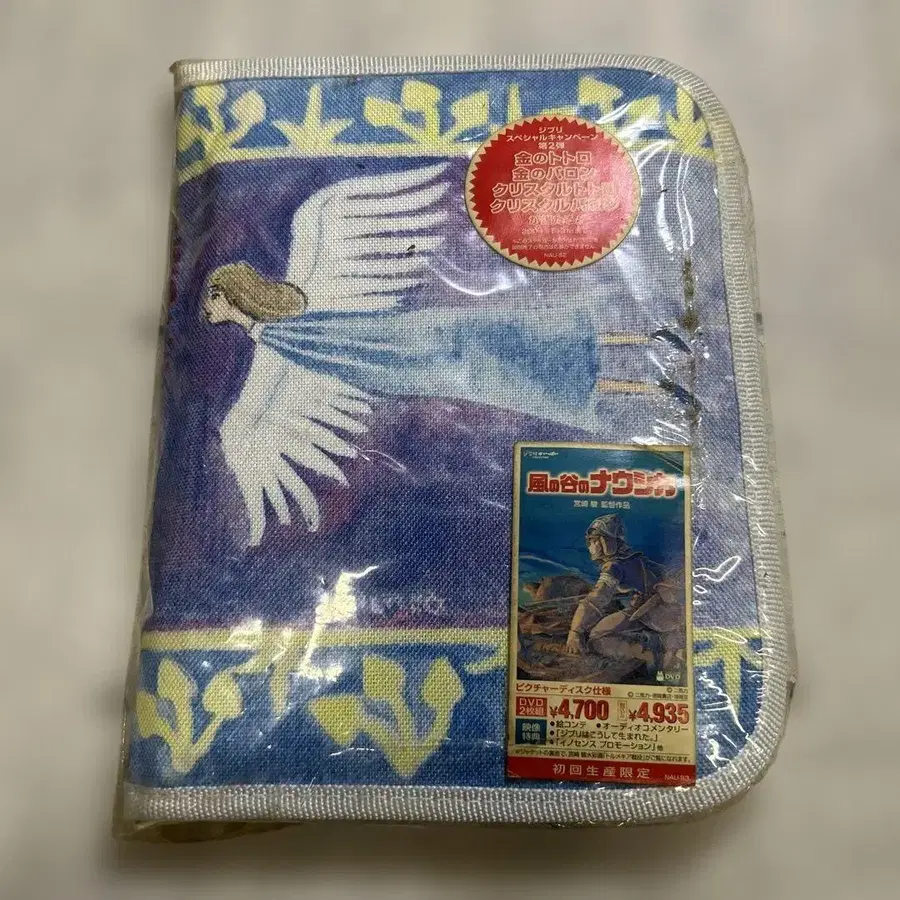 ジブリ
スペシャルキャンペーン
第2弾
金のトトロ
金のバロン
クリスタルトトロ
クリスタル
NAU-S2
風の谷のナウシカ
宮崎 駿 監督作品
DVD
ピクチャーディスク仕様
DVD
2枚組
¥4,700
¥4,935
映像
特典
•絵コンテ •オーディオコメンタリー
•「ジブリはこうして生まれた。」
•「イノセンス プロモーション」他
初回生産限定
NAU-S3